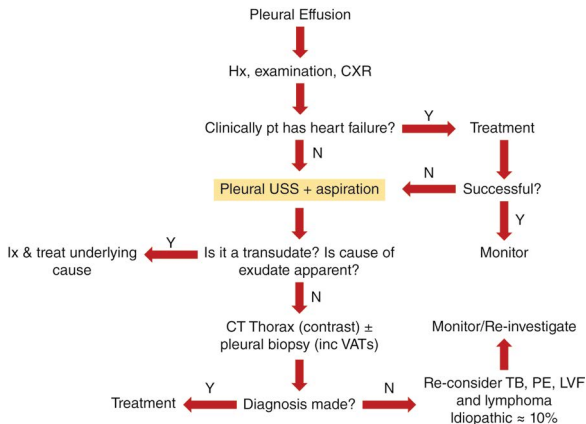 Pleural Effusion
Hx, examination, CXR
Clinically pt has heart failure?
Y
Treatment
N
Pleural USS + aspiration
N
Successful?
Y
Ix & treat underlying
cause
Y
Is it a transudate? Is cause of
exudate apparent?
Monitor
N
CT Thorax (contrast) ±
pleural biopsy (inc VATs)
Monitor/Re-investigate
Treatment
Y
Diagnosis made?
N
Re-consider TB, PE, LVF
and lymphoma
Idiopathic ≈ 10%